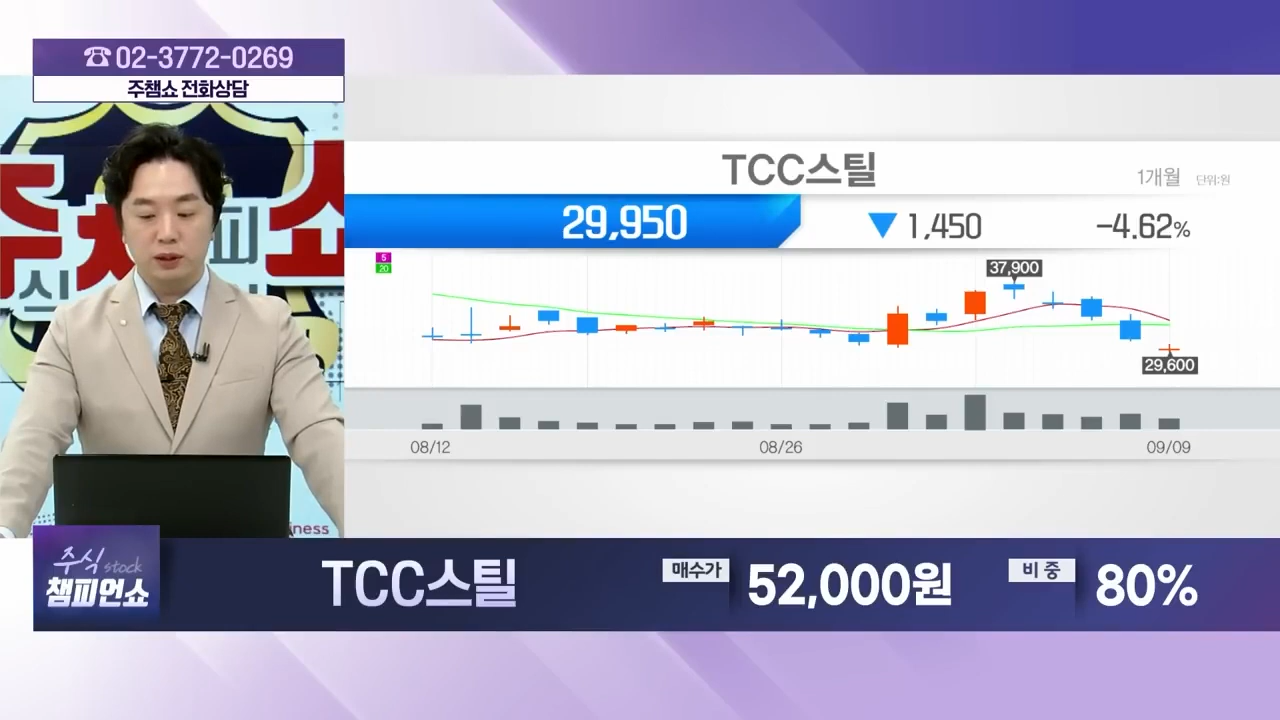 ☎02-3772-0269
주챔쇼 전화상담
TCC스틸
1개월 단위:원
29,950 ▼ 1,450 -4.62%
5
20
37,900
29,600
08/12 08/26 09/09
주식 stock
챔피언쇼
TCC스틸 매수가 52,000원 비중 80%